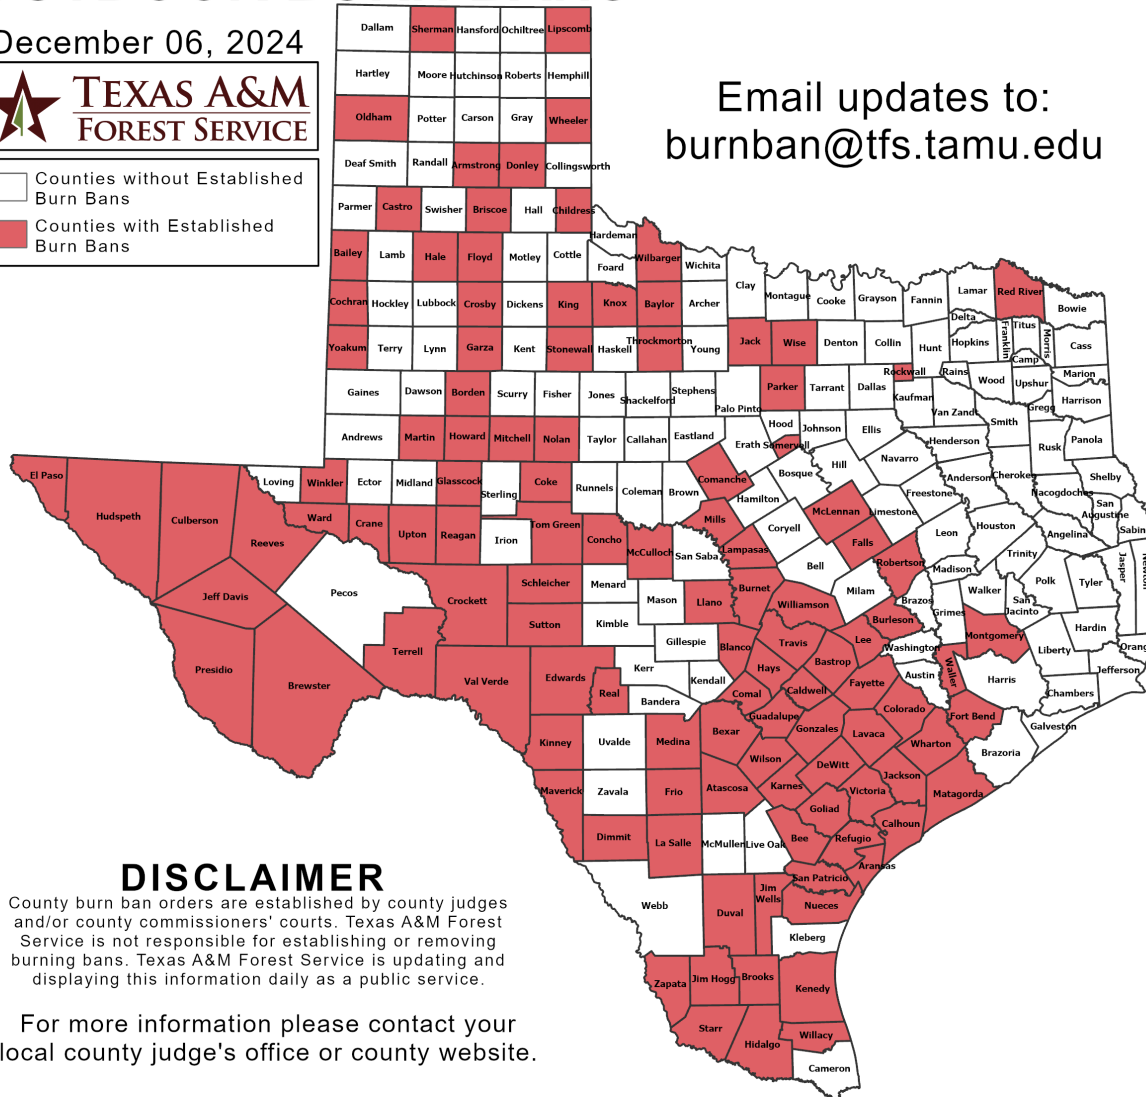 December 06, 2024
TEXAS A&M
FOREST SERVICE
Counties without Established
Burn Bans
Counties with Established
Burn Bans
Email updates to:
burnban@tfs.tamu.edu
Dallam Sherman Hansford Ochiltree Lipscomb
Hartley Moore Hutchinson Roberts Hemphill
Oldham Potter Carson Gray Wheeler
Deaf Smith Randall Armstrong Donley Collingsworth
Parmer Castro Swisher Briscoe Hall Childress
Hardeman
Bailey Lamb Hale Floyd Motley Cottle Foard Wilbarger Wichita
Clay Montague Cooke Grayson Fannin Lamar Red River Bowie
Cochran Hockley Lubbock Crosby Dickens King Knox Baylor Archer
Delta Franklin Titus Morris Cass
Yoakum Terry Lynn Garza Kent Stonewall Haskell Throckmorton Young Jack Wise Denton Collin Hunt Hopkins Camp
Rockwall Rains Wood Upshur Marion
Gaines Dawson Borden Scurry Fisher Jones Shackelford Stephens Palo Pinto Parker Tarrant Dallas Kaufman Van Zandt Smith Gregg Harrison
Andrews Martin Howard Mitchell Nolan Taylor Callahan Eastland Erath Hood Somervell Johnson Ellis Henderson Rusk Panola
El Paso Hudspeth Culberson Reeves Loving Winkler Ector Midland Glasscock Sterling Coke Runnels Coleman Brown Comanche Hamilton Bosque Hill Navarro Freestone Anderson Cherokee Nacogdoches Shelby
San
Augustine
Ward Crane Upton Reagan Irion Tom Green Concho McCulloch San Saba Mills Lampasas Coryell McLennan Limestone Falls Leon Houston Angelina Sabin
Jeff Davis Pecos Crockett Schleicher Menard Mason Llano Burnet Bell Milam Robertson Madison Trinity Polk Tyler Jasper Newton
Presidio Brewster Terrell Sutton Kimble Gillespie Blanco Williamson Burleson Brazos Grimes Walker
San
Jacinto
Hardin
Val Verde Edwards Real Kerr Kendall Bandera Hays Travis Bastrop Lee Washington Montgomery Liberty Orang
Comal Caldwell Fayette Austin Waller Harris Chambers Jefferson
Kinney Uvalde Medina Bexar Guadalupe Gonzales Lavaca Colorado Wharton Fort Bend Brazoria Galveston
Maverick Zavala Frio Atascosa Wilson Karnes DeWitt Victoria Jackson Matagorda
Dimmit La Salle McMullen Live Oak Bee Goliad Refugio Calhoun Aransas
Webb Duval
Jim
Wells
San Patricio Nueces
Kleberg
Zapata Jim Hogg Brooks Kenedy
Starr Hidalgo Willacy
Cameron
DISCLAIMER
County burn ban orders are established by county judges
and/or county commissioners' courts. Texas A&M Forest
Service is not responsible for establishing or removing
burning bans. Texas A&M Forest Service is updating and
displaying this information daily as a public service.
For more information please contact your
local county judge's office or county website.